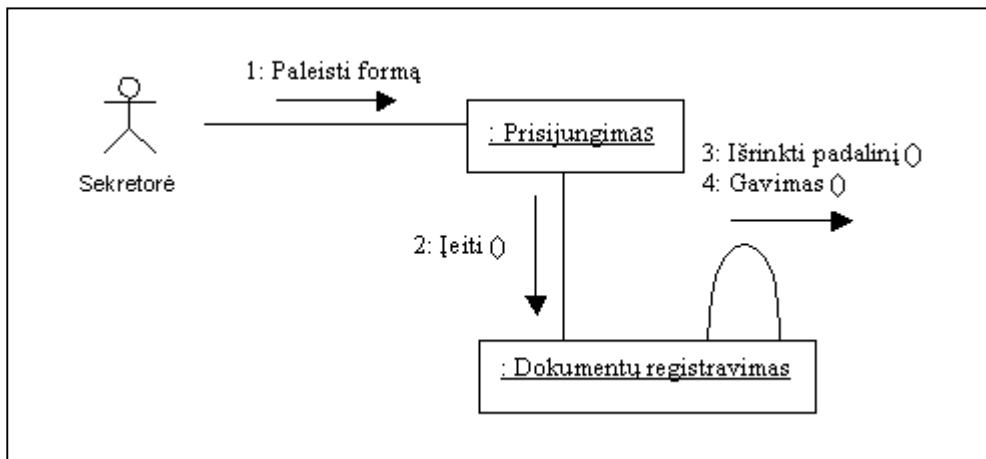 1: Paleisti formą
: Prisijungimas
Sekretorė
3: Išrinkti padalinį ()
4: Gavimas ()
2: Įeiti ()
: Dokumentų registravimas